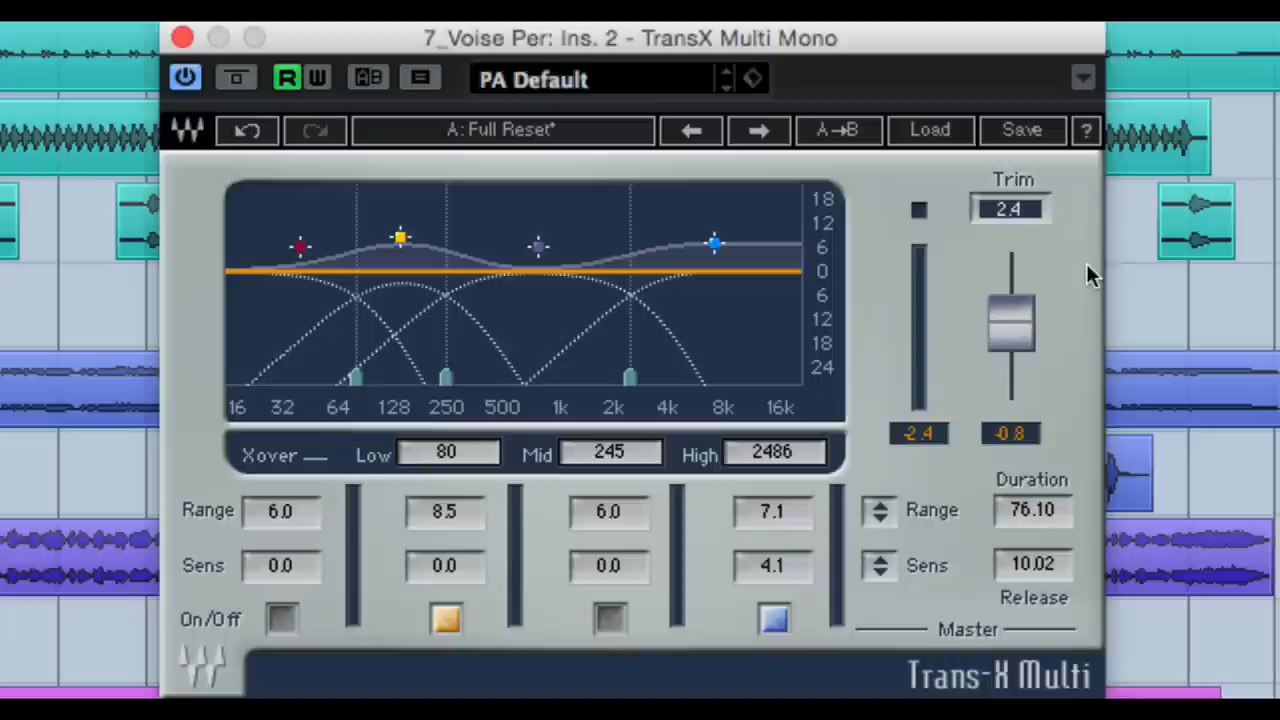 7_Voise Per: Ins. 2 - TransX Multi Mono
R W AB PA Default
A: Full Reset* A→B Load Save ?
Trim
2.4
18
12
6
0
6
12
18
24
16 32 64 128 250 500 1k 2k 4k 8k 16k
-2.4 -0.8
Xover Low 80 Mid 245 High 2486
Duration
Range 6.0 8.5 6.0 7.1 Range 76.10
Sens 0.0 0.0 0.0 4.1 Sens 10.02
Release
On/Off
Master
Trans-X Multi